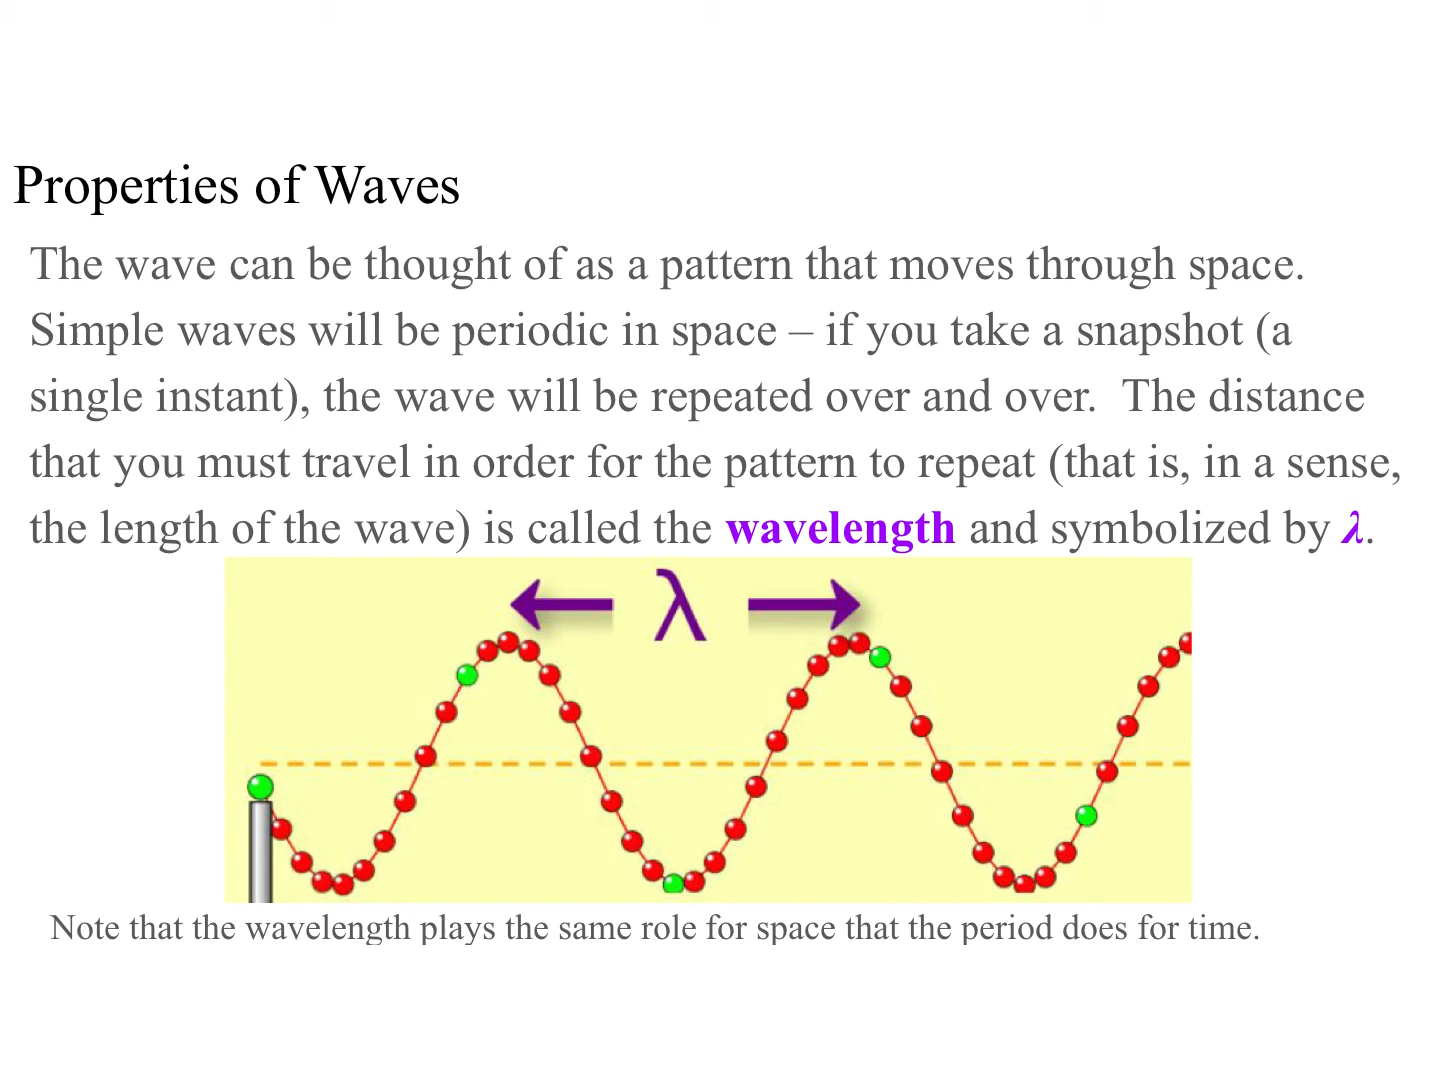 Properties of Waves
The wave can be thought of as a pattern that moves through space.
Simple waves will be periodic in space – if you take a snapshot (a
single instant), the wave will be repeated over and over.  The distance
that you must travel in order for the pattern to repeat (that is, in a sense,
the length of the wave) is called the wavelength and symbolized by λ.
λ
Note that the wavelength plays the same role for space that the period does for time.